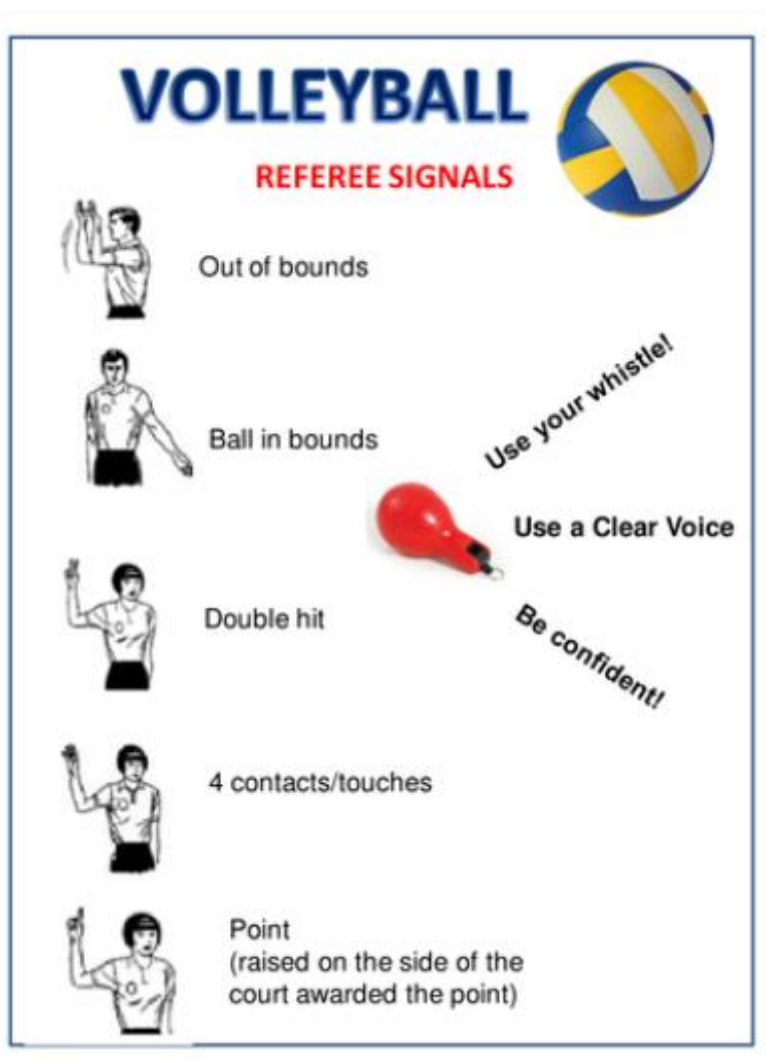 VOLLEYBALL
REFEREE SIGNALS
Out of bounds
Ball in bounds
Use your whistle!
Use a Clear Voice
Be confident!
Double hit
4 contacts/touches
Point
(raised on the side of the
court awarded the point)